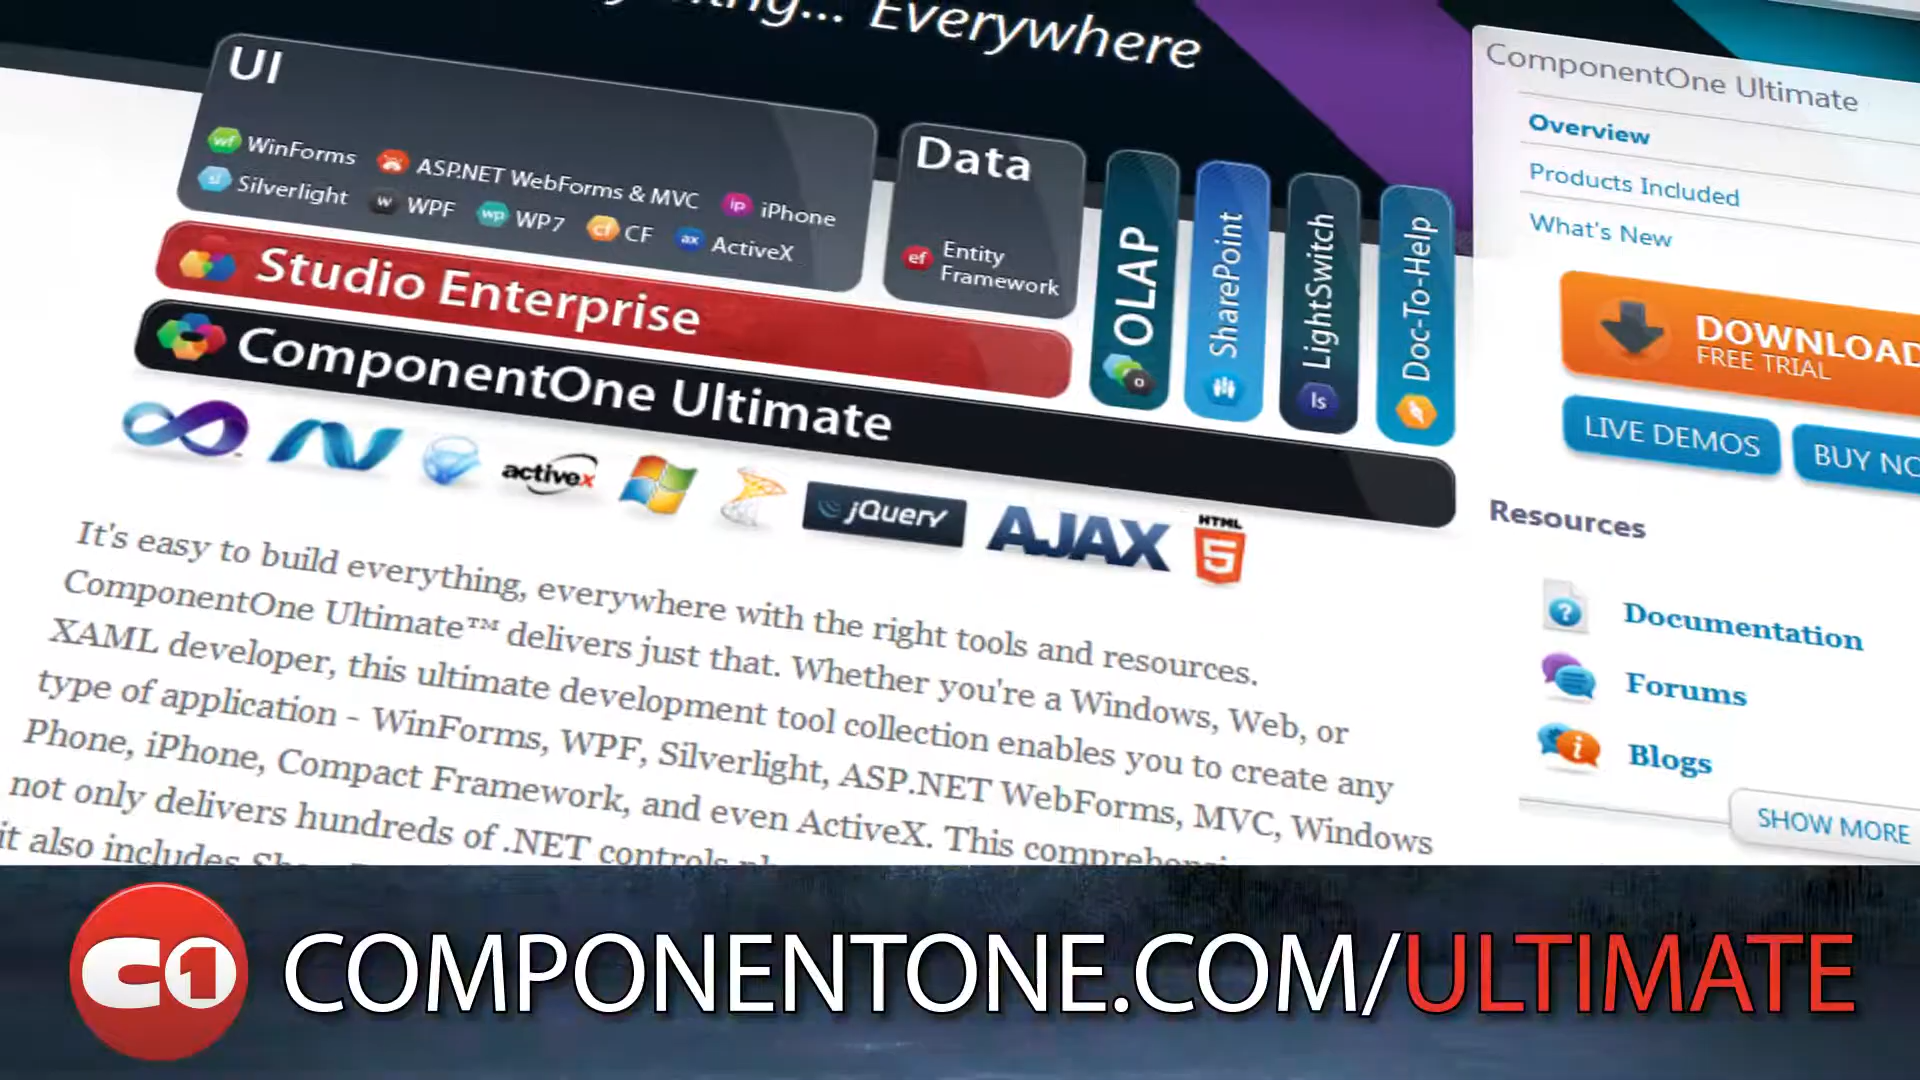 Everywhere
UI
WinForms
ASP.NET WebForms & MVC
iPhone
Silverlight
WPF
WP7
CF
ActiveX
Data
Entity
Framework
OLAP
SharePoint
LightSwitch
Doc-To-Help
Studio Enterprise
ComponentOne Ultimate
activex
jQuery
AJAX
HTML
5
It's easy to build everything, everywhere with the right tools and resources.
ComponentOne Ultimate™ delivers just that. Whether you're a Windows, Web, or
XAML developer, this ultimate development tool collection enables you to create any
type of application - WinForms, WPF, Silverlight, ASP.NET WebForms, MVC, Windows
Phone, iPhone, Compact Framework, and even ActiveX. This
not only delivers hundreds of .NET controls
it also includes
ComponentOne Ultimate
Overview
Products Included
What's New
DOWNLOAD
FREE TRIAL
LIVE DEMOS
BUY
Resources
Documentation
Forums
Blogs
SHOW MORE
C1
COMPONENTONE.COM/ULTIMATE